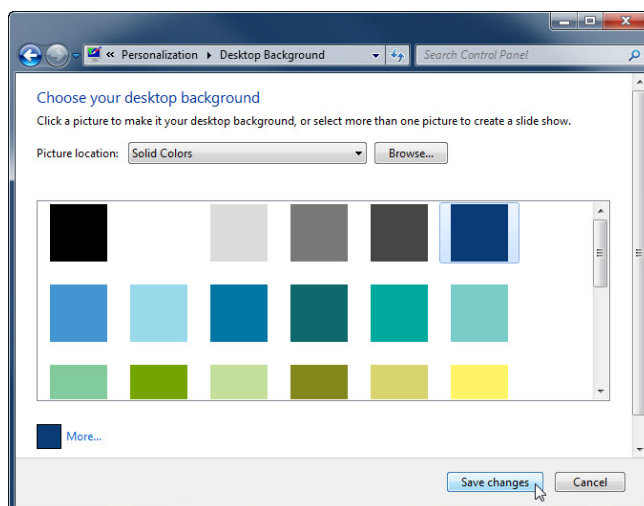 « Personalization ▸ Desktop Background
Search Control Panel
Choose your desktop background
Click a picture to make it your desktop background, or select more than one picture to create a slide show.
Picture location: Solid Colors Browse...
More...
Save changes Cancel